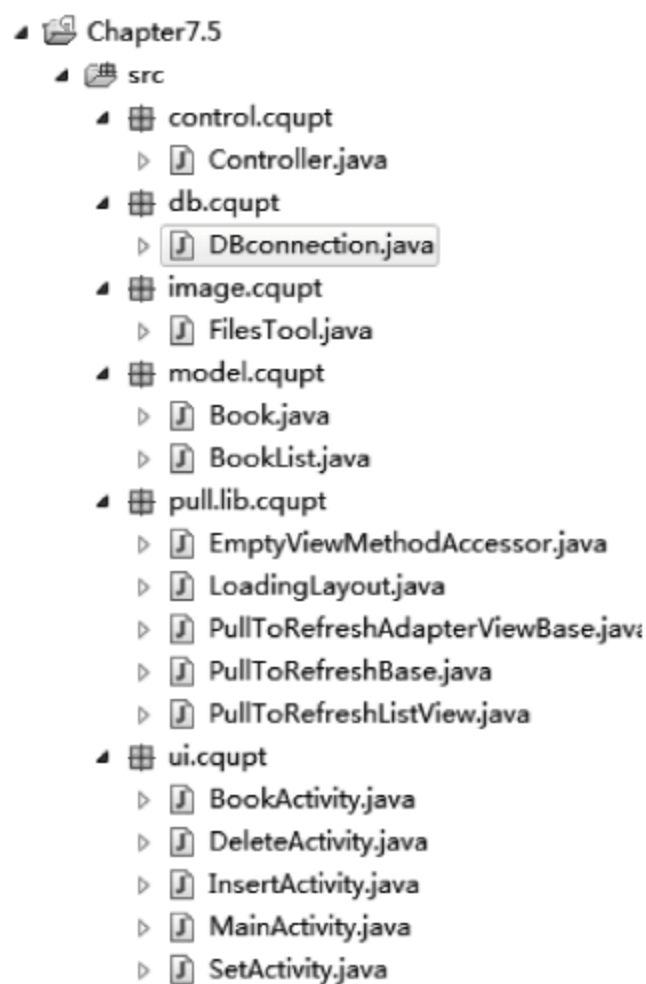 Chapter7.5
src
control.cqupt
Controller.java
db.cqupt
DBconnection.java
image.cqupt
FilesTool.java
model.cqupt
Book.java
BookList.java
pull.lib.cqupt
EmptyViewMethodAccessor.java
LoadingLayout.java
PullToRefreshAdapterViewBase.java
PullToRefreshBase.java
PullToRefreshListView.java
ui.cqupt
BookActivity.java
DeleteActivity.java
InsertActivity.java
MainActivity.java
SetActivity.java